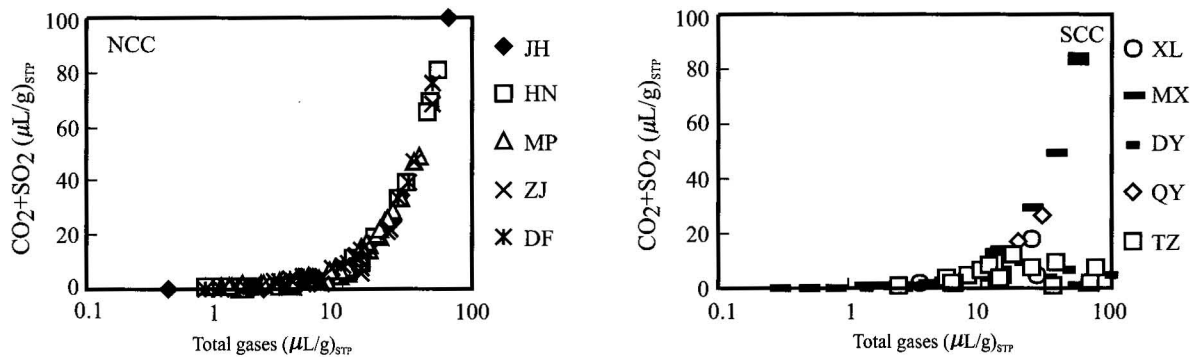 CO2+SO2 (μL/g)STP
100
80
60
40
20
0
NCC
0.1 1 10 100
Total gases (μL/g)STP
JH
HN
MP
ZJ
DF
CO2+SO2 (μL/g)STP
100
80
60
40
20
0
SCC
0.1 1 10 100
Total gases (μL/g)STP
XL
MX
DY
QY
TZ